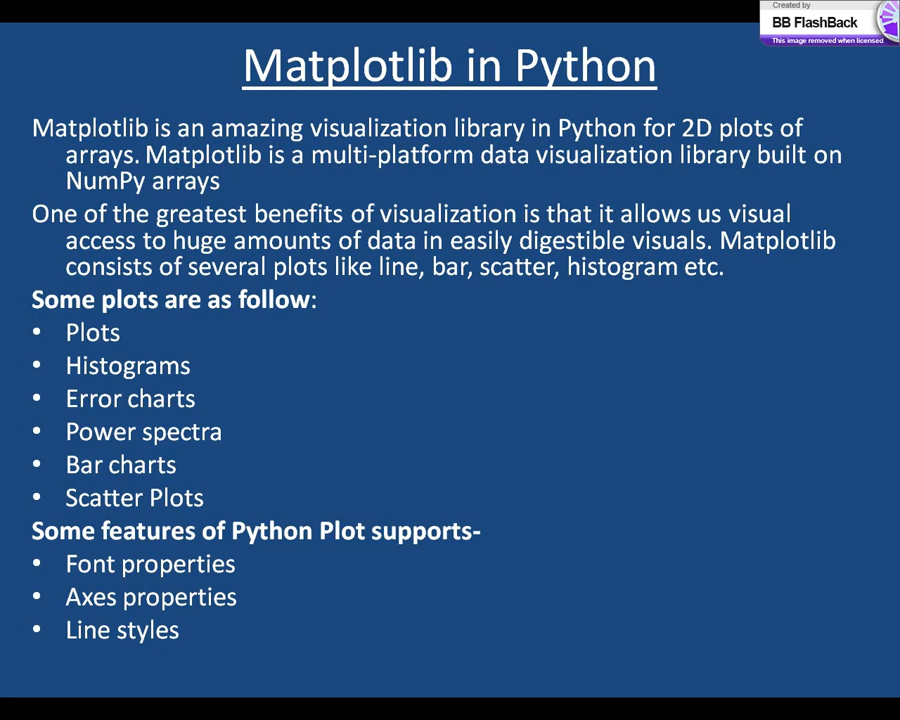 Created by
BB FlashBack
This image removed when licensed
Matplotlib in Python
Matplotlib is an amazing visualization library in Python for 2D plots of
arrays. Matplotlib is a multi-platform data visualization library built on
NumPy arrays
One of the greatest benefits of visualization is that it allows us visual
access to huge amounts of data in easily digestible visuals. Matplotlib
consists of several plots like line, bar, scatter, histogram etc.
Some plots are as follow:
• Plots
• Histograms
• Error charts
• Power spectra
• Bar charts
• Scatter Plots
Some features of Python Plot supports-
• Font properties
• Axes properties
• Line styles